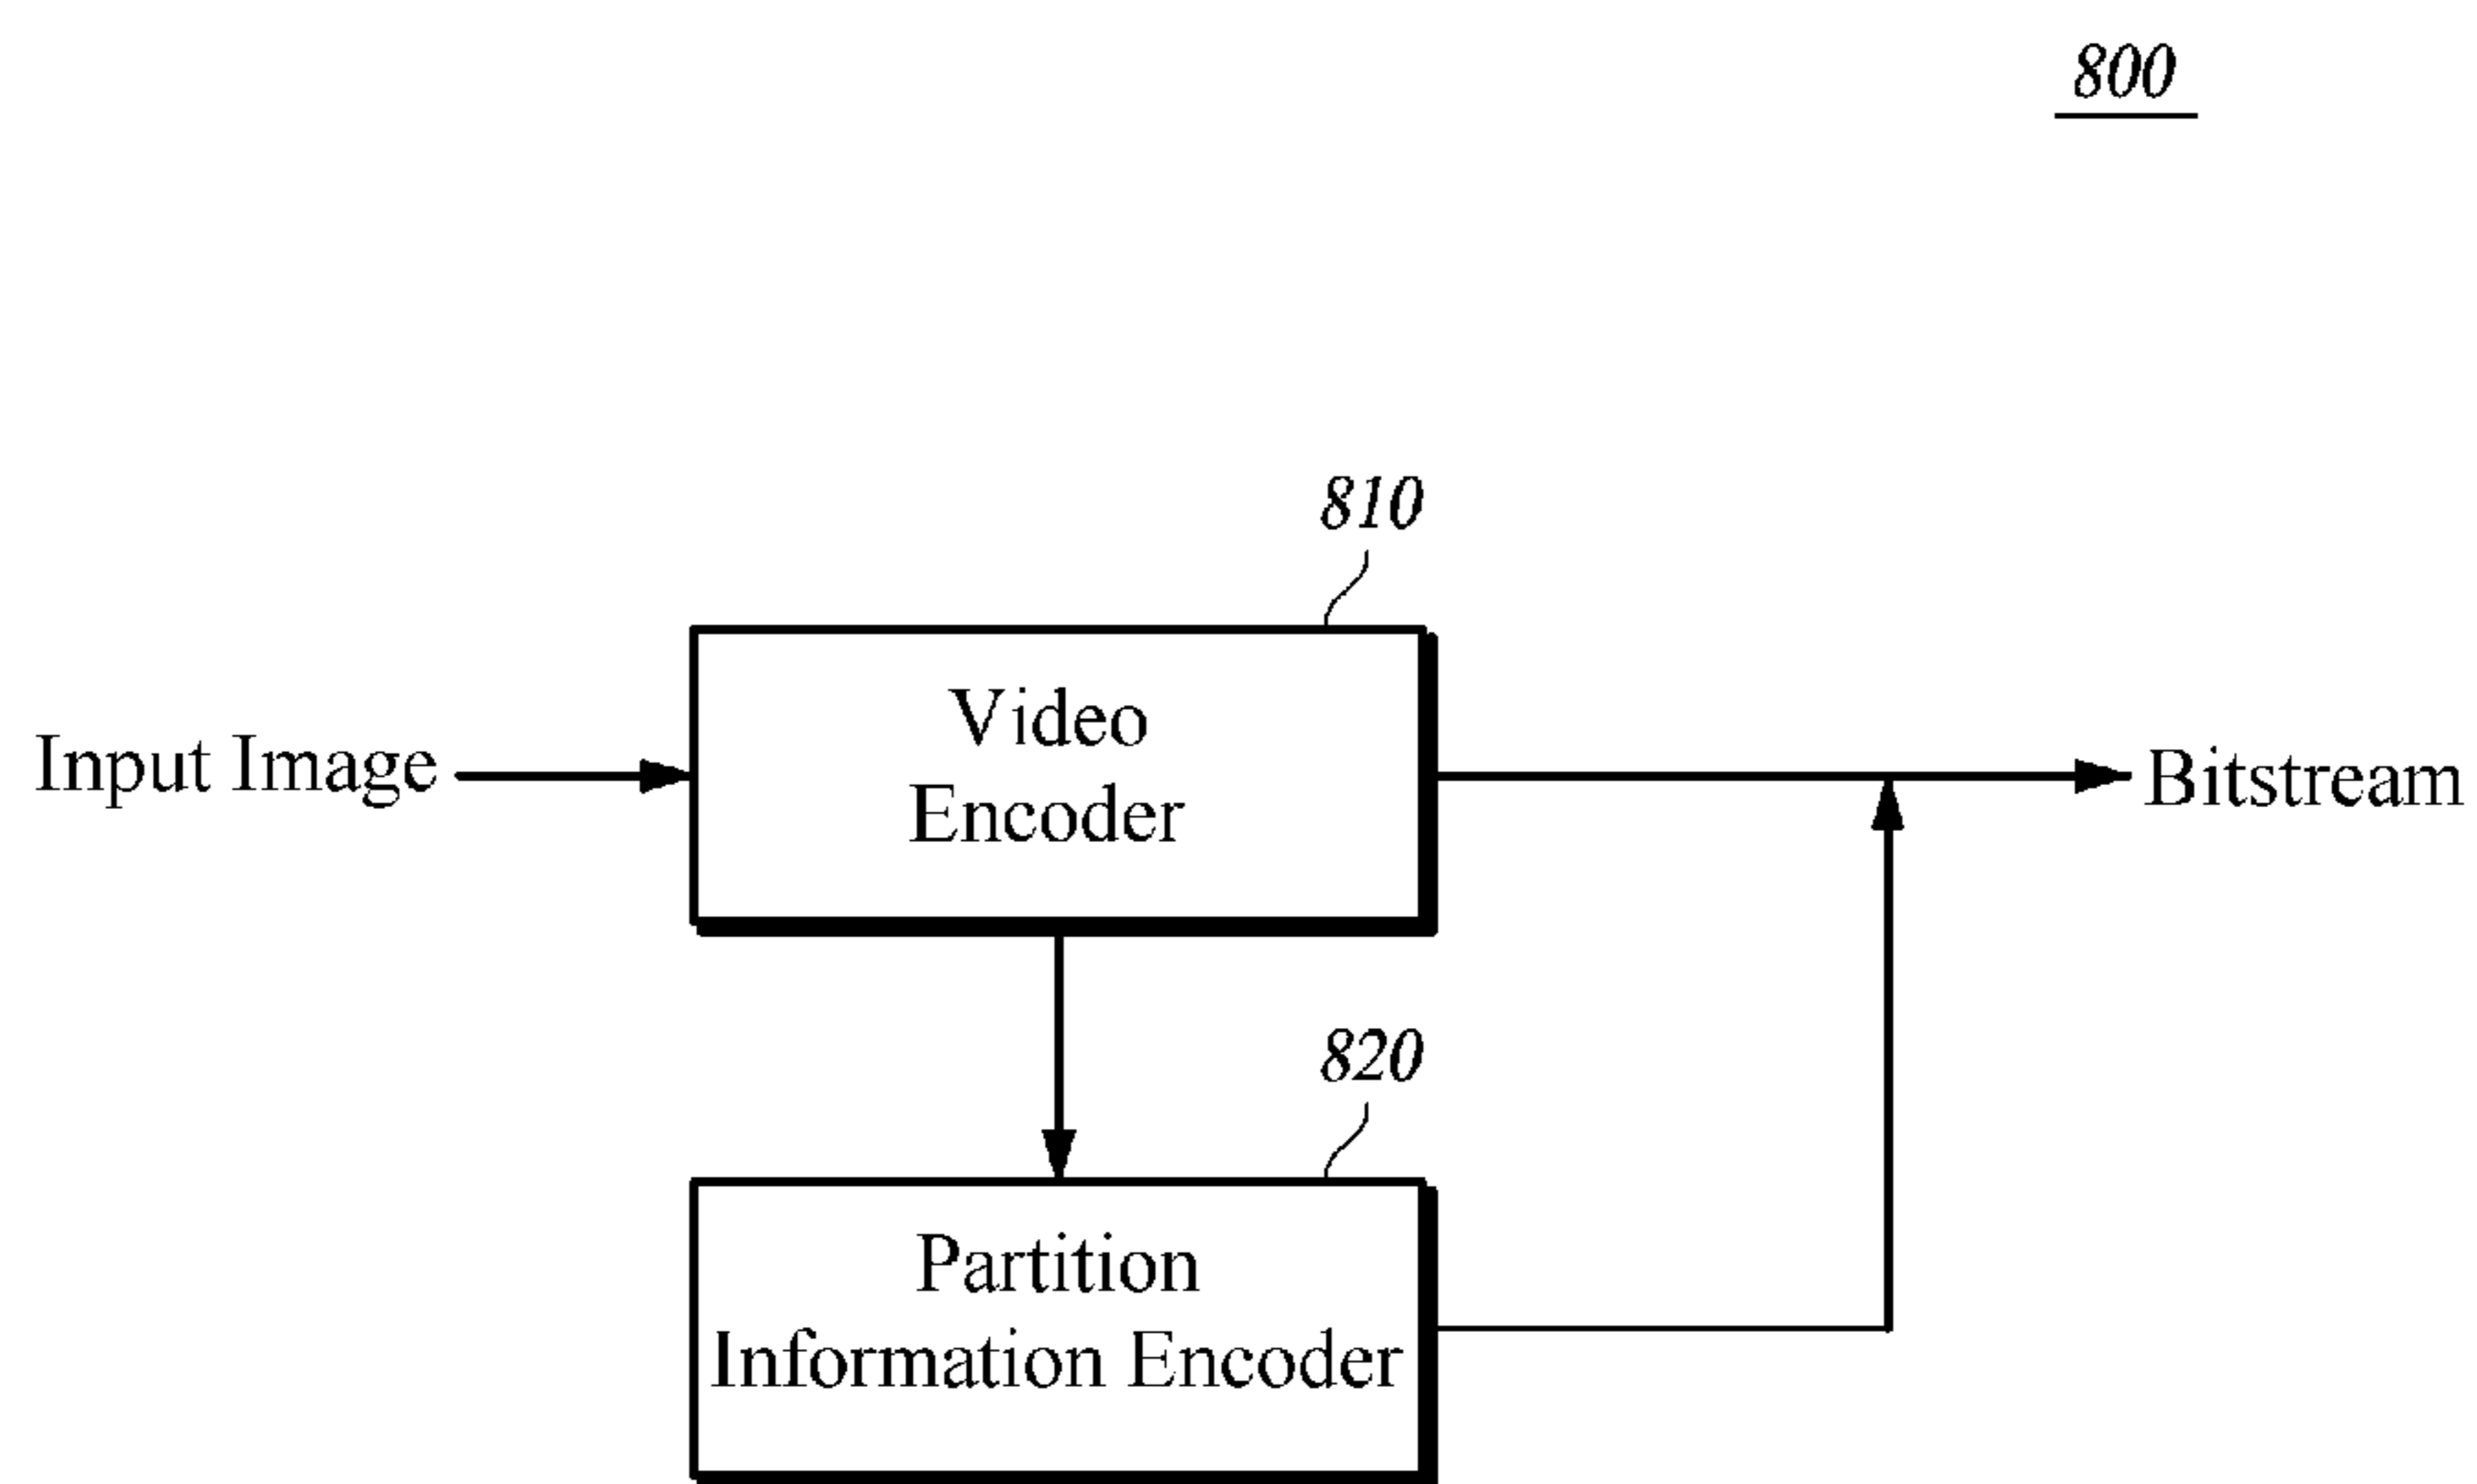 800
810
Video
Encoder
Input Image
Bitstream
820
Partition
Information Encoder